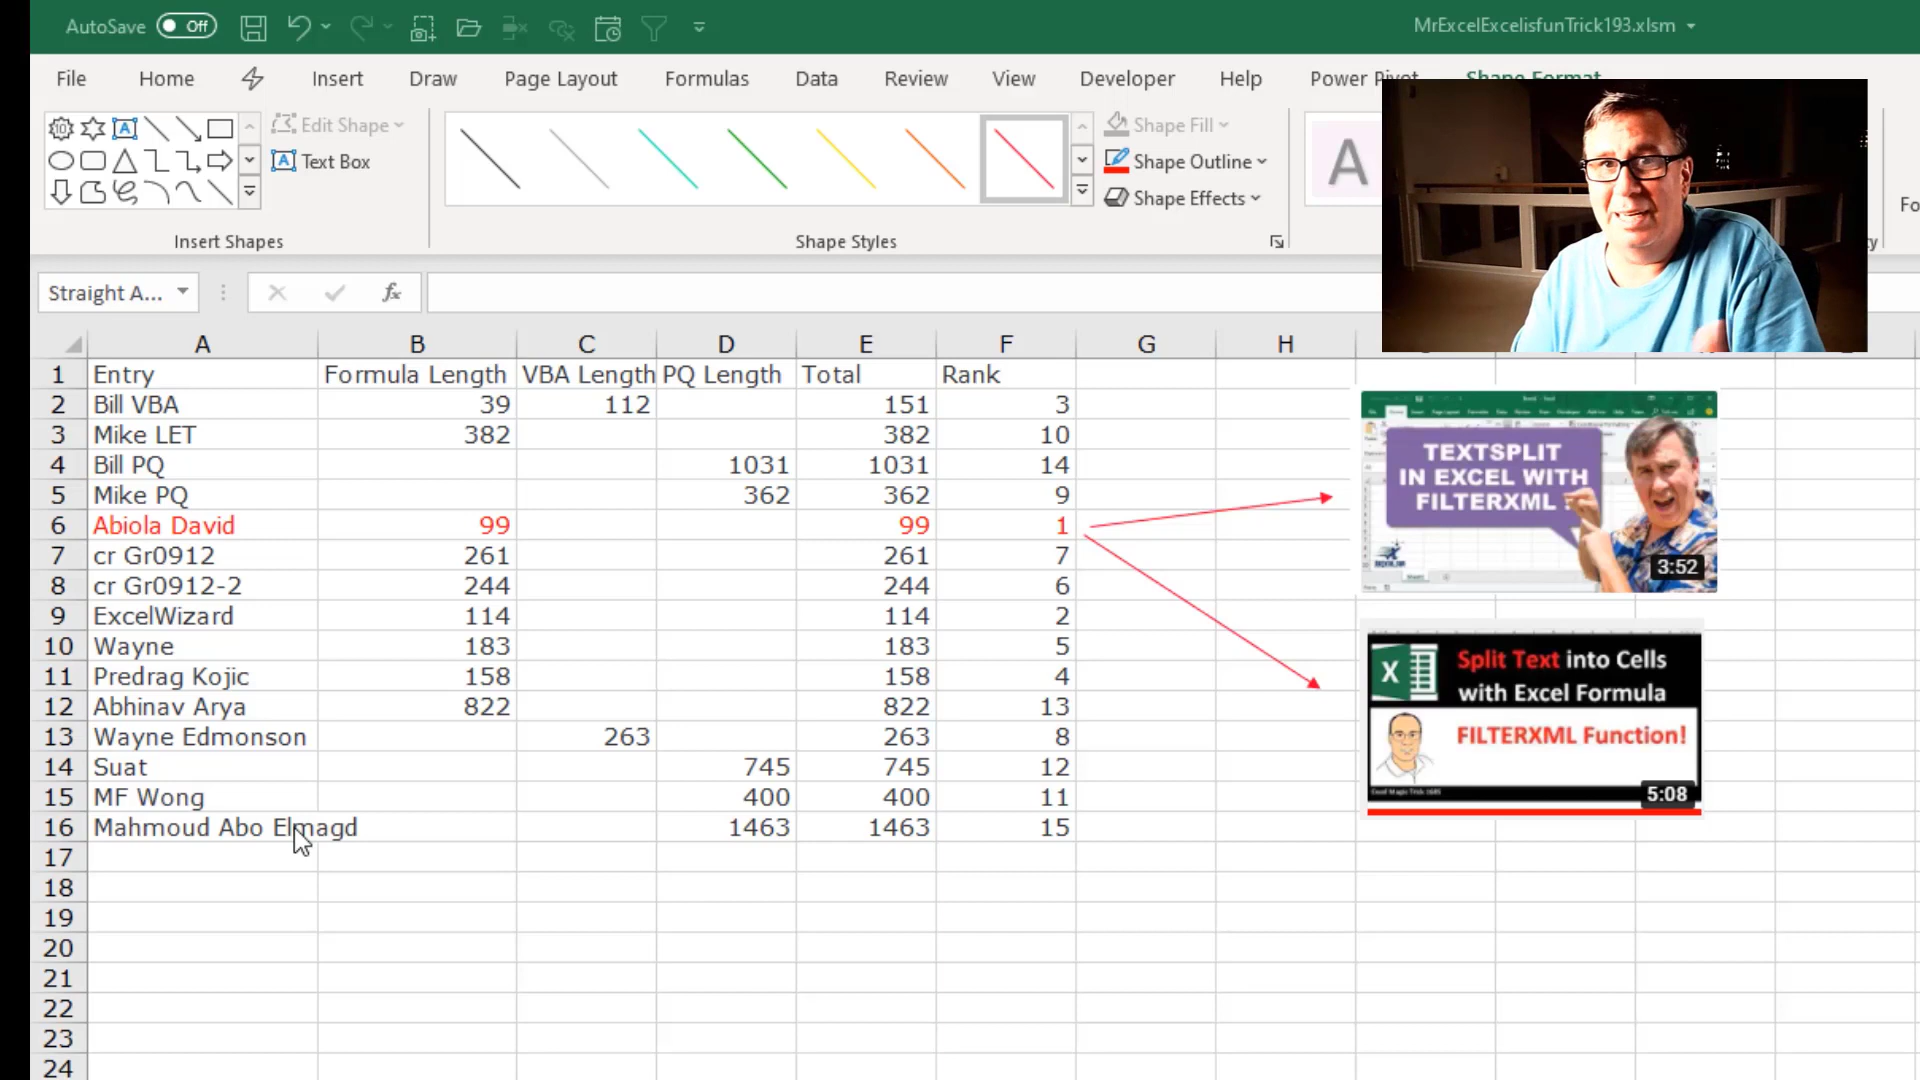 AutoSave Off MrExcelExcelisfunTrick193.xlsm
File Home Insert Draw Page Layout Formulas Data Review View Developer Help Power Pivot Shape Format
Edit Shape
Text Box
Shape Fill
Shape Outline
Shape Effects
A
Fo
Insert Shapes Shape Styles
Straight A... fx
A B C D E F G H
1 Entry Formula Length VBA Length PQ Length Total Rank
2 Bill VBA 39 112 151 3
3 Mike LET 382 382 10
4 Bill PQ 1031 1031 14
5 Mike PQ 362 362 9
6 Abiola David 99 99 1
7 cr Gr0912 261 261 7
8 cr Gr0912-2 244 244 6
9 ExcelWizard 114 114 2
10 Wayne 183 183 5
11 Predrag Kojic 158 158 4
12 Abhinav Arya 822 822 13
13 Wayne Edmonson 263 263 8
14 Suat 745 745 12
15 MF Wong 400 400 11
16 Mahmoud Abo Elmagd 1463 1463 15
17
18
19
20
21
22
23
24
TEXTSPLIT
IN EXCEL WITH
FILTERXML
3:52
X
Split Text into Cells
with Excel Formula
FILTERXML Function!
5:08